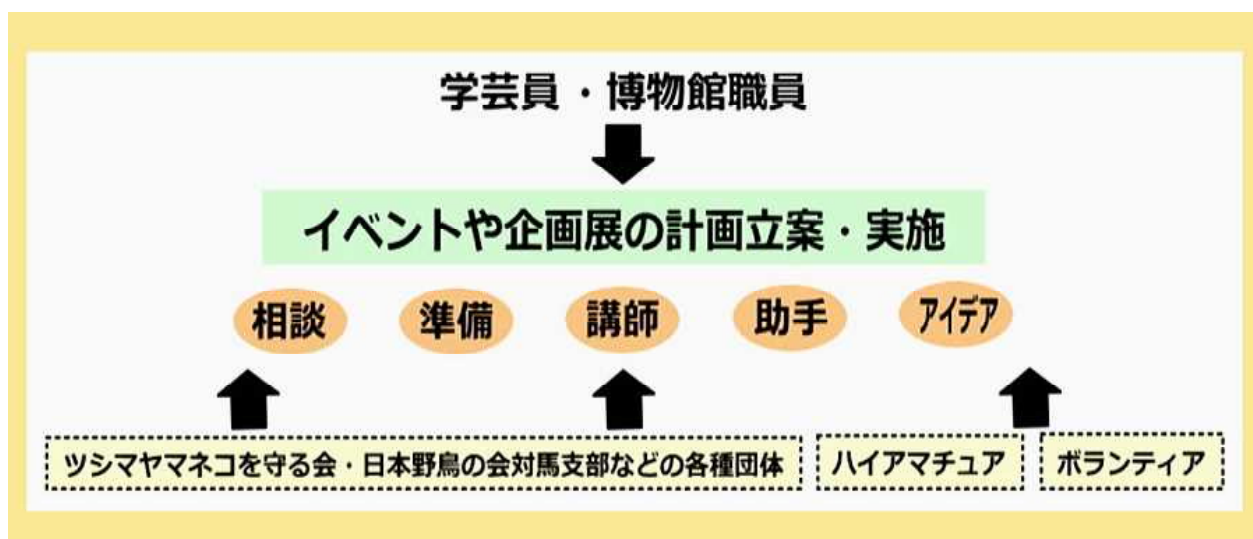 学芸員・博物館職員
イベントや企画展の計画立案・実施
相談 準備 講師 助手 アイデア
ツシマヤマネコを守る会・日本野鳥の会対馬支部などの各種団体 ハイアマチュア ボランティア